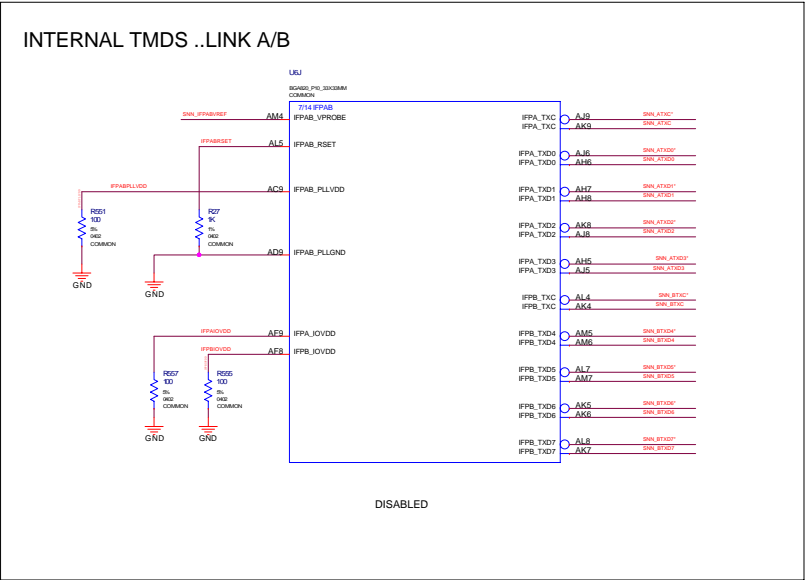 INTERNAL TMDS ..LINK A/B
U6J
BGA820_P10_33X33MM
COMMON
7/14 IFPAB
SNN_IFPABVREF AM4 IFPAB_VPROBE
IFPABRSET AL5 IFPAB_RSET
IFPABPLLVDD AC9 IFPAB_PLLVDD
R551
100
5%
0402
COMMON
GND
R27
1K
1%
0402
COMMON
AD9 IFPAB_PLLGND
GND
IFPAIOVDD AF9 IFPA_IOVDD
IFPBIOVDD AF8 IFPB_IOVDD
R557
100
5%
0402
COMMON
GND
R555
100
5%
0402
COMMON
GND
IFPA_TXC AJ9 SNN_ATXC*
IFPA_TXC AK9 SNN_ATXC
IFPA_TXD0 AJ6 SNN_ATXD0*
IFPA_TXD0 AH6 SNN_ATXD0
IFPA_TXD1 AH7 SNN_ATXD1*
IFPA_TXD1 AH8 SNN_ATXD1
IFPA_TXD2 AK8 SNN_ATXD2*
IFPA_TXD2 AJ8 SNN_ATXD2
IFPA_TXD3 AH5 SNN_ATXD3*
IFPA_TXD3 AJ5 SNN_ATXD3
IFPB_TXC AL4 SNN_BTXC*
IFPB_TXC AK4 SNN_BTXC
IFPB_TXD4 AM5 SNN_BTXD4*
IFPB_TXD4 AM6 SNN_BTXD4
IFPB_TXD5 AL7 SNN_BTXD5*
IFPB_TXD5 AM7 SNN_BTXD5
IFPB_TXD6 AK5 SNN_BTXD6*
IFPB_TXD6 AK6 SNN_BTXD6
IFPB_TXD7 AL8 SNN_BTXD7*
IFPB_TXD7 AK7 SNN_BTXD7
DISABLED